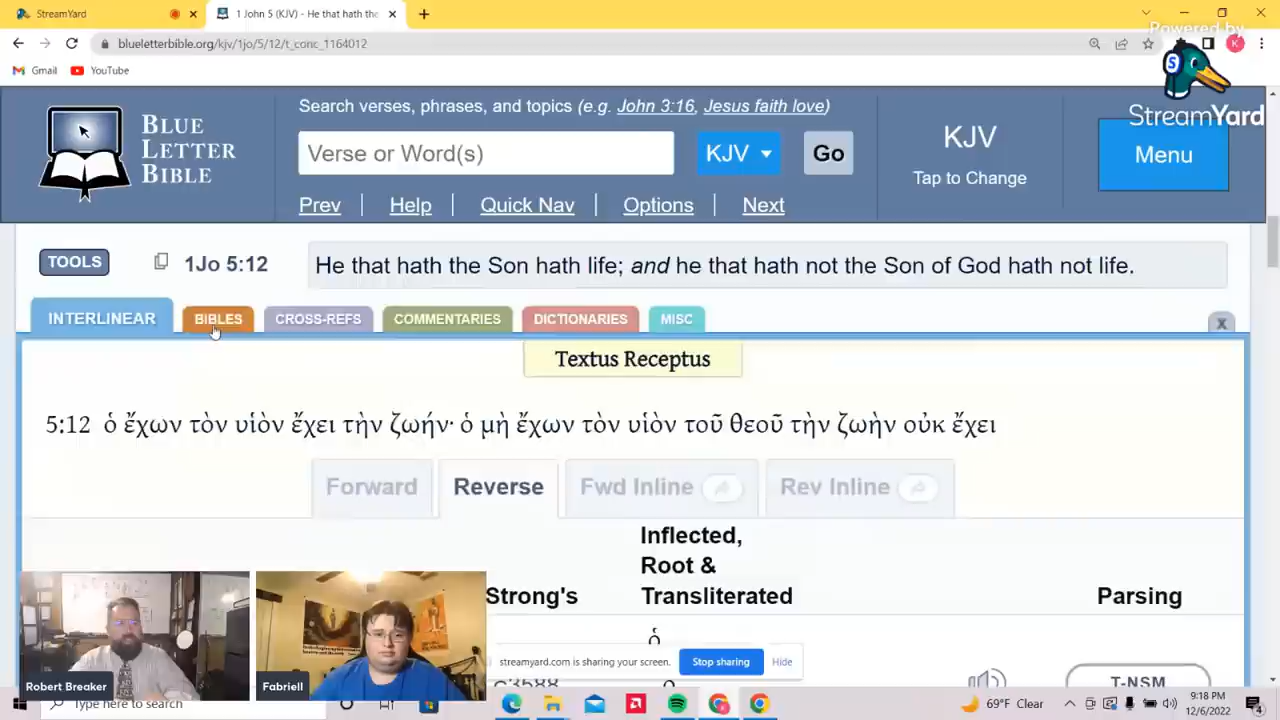 StreamYard
1 John 5 (KJV) - He that hath the
Powered by
blueletterbible.org/kjv/1jo/5/12/t_conc_1164012
Gmail
YouTube
StreamYard
BLUE
LETTER
BIBLE
Search verses, phrases, and topics (e.g. John 3:16, Jesus faith love)
Verse or Word(s)
KJV
Go
KJV
Tap to Change
Menu
Prev
Help
Quick Nav
Options
Next
TOOLS
1Jo 5:12
He that hath the Son hath life; and he that hath not the Son of God hath not life.
INTERLINEAR
BIBLES
CROSS-REFS
COMMENTARIES
DICTIONARIES
MISC
x
Textus Receptus
5:12 ὁ ἔχων τὸν υἱὸν ἔχει τὴν ζωήν· ὁ μὴ ἔχων τὸν υἱὸν τοῦ θεοῦ τὴν ζωὴν οὐκ ἔχει
Forward
Reverse
Fwd Inline
Rev Inline
Inflected,
Root &
Transliterated
Strong's
Parsing
ὁ
T-NSM
streamyard.com is sharing your screen.
Stop sharing
Hide
Robert Breaker
Fabriell
Type here to search
69°F Clear
9:18 PM
12/6/2022